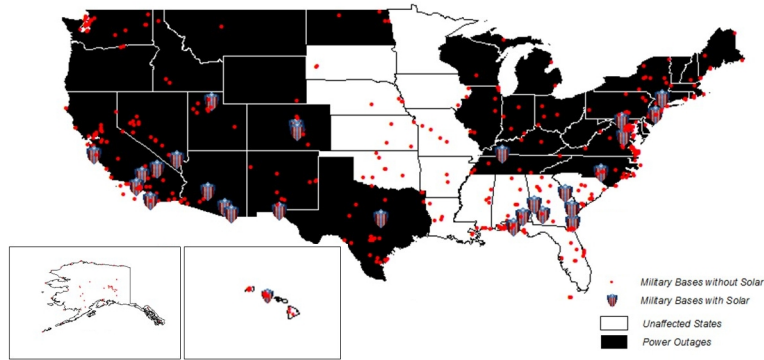 Military Bases without Solar
Military Bases with Solar
Unaffected States
Power Outages